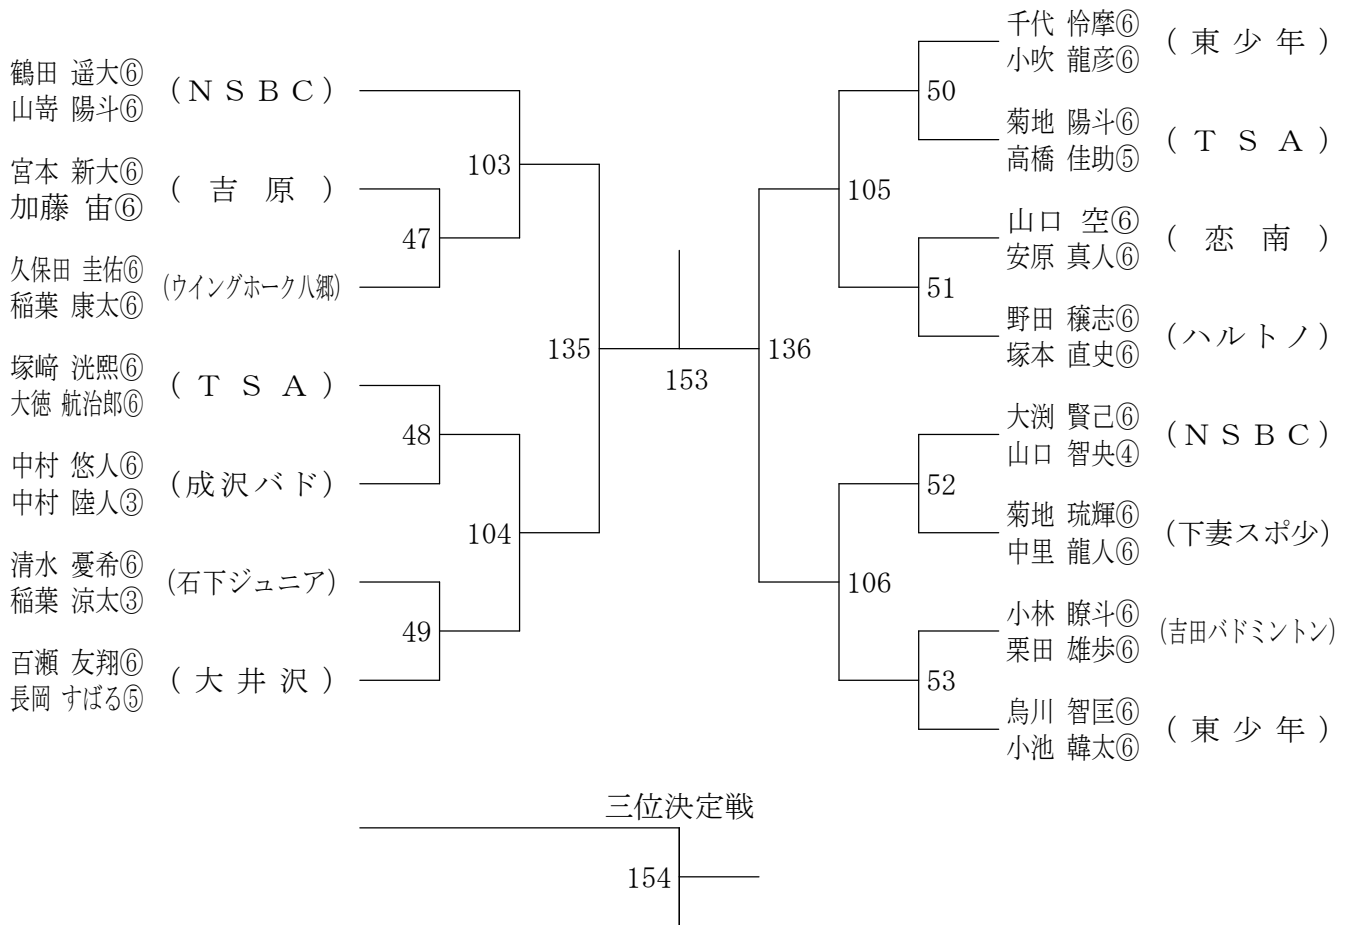 鶴田 遥大⑥
山嵜 陽斗⑥
(NSBC)
宮本 新大⑥
加藤 宙⑥
(吉原)
久保田 圭佑⑥
稲葉 康太⑥
(ウイングホーク八郷)
塚﨑 洸熙⑥
大徳 航治郎⑥
(TSA)
中村 悠人⑥
中村 陸人③
(成沢バド)
清水 憂希⑥
稲葉 涼太③
(石下ジュニア)
百瀬 友翔⑥
長岡 すばる⑤
(大井沢)
103
47
48
104
49
135
153
136
105
106
50
51
52
53
千代 怜摩⑥
小吹 龍彦⑥
(東少年)
菊地 陽斗⑥
高橋 佳助⑤
(TSA)
山口 空⑥
安原 真人⑥
(恋南)
野田 穣志⑥
塚本 直史⑥
(ハルトノ)
大渕 賢己⑥
山口 智央④
(NSBC)
菊地 琉輝⑥
中里 龍人⑥
(下妻スポ少)
小林 瞭斗⑥
栗田 雄歩⑥
(吉田バドミントン)
烏川 智匡⑥
小池 韓太⑥
(東少年)
三位決定戦
154